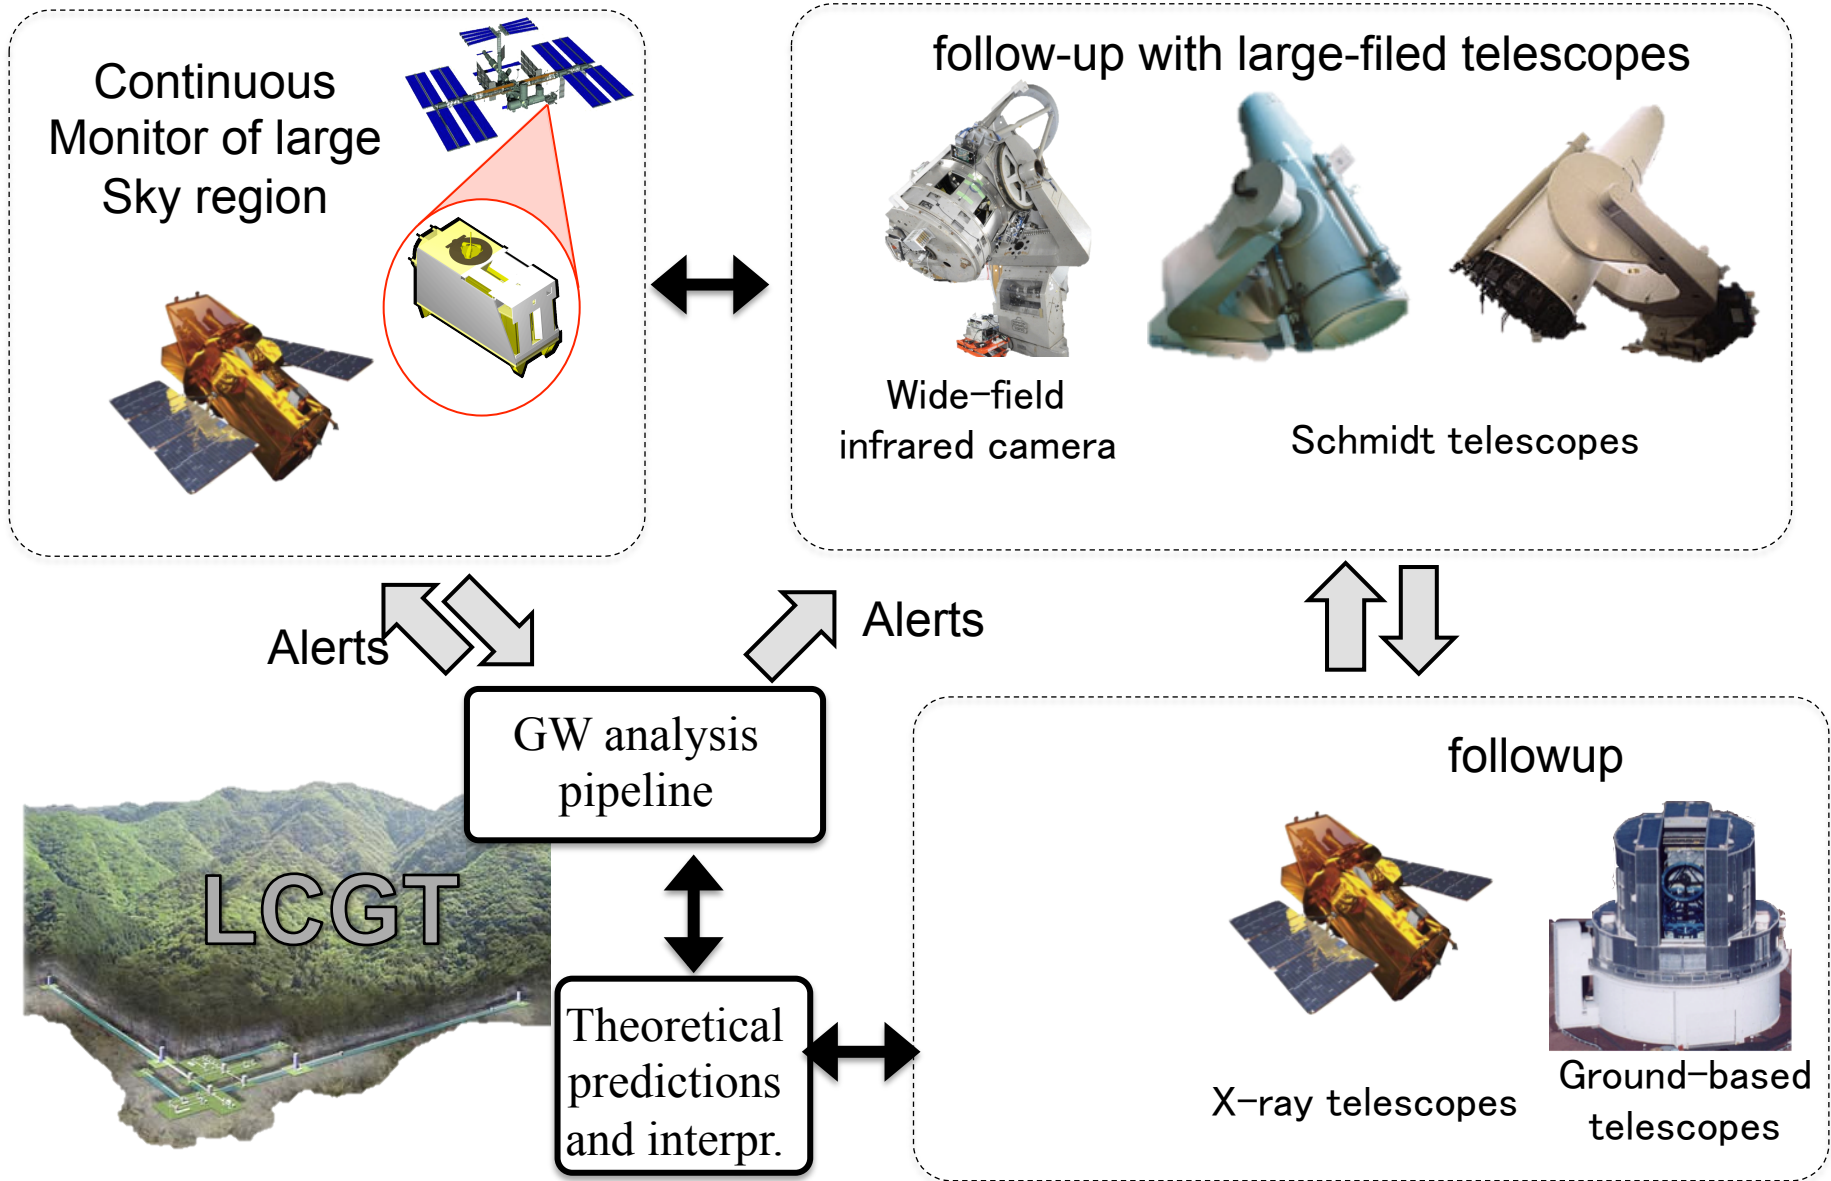 Continuous
Monitor of large
Sky region
follow-up with large-filed telescopes
Wide-field
infrared camera
Schmidt telescopes
Alerts
Alerts
GW analysis
pipeline
followup
LCGT
Theoretical
predictions
and interpr.
X-ray telescopes
Ground-based
telescopes